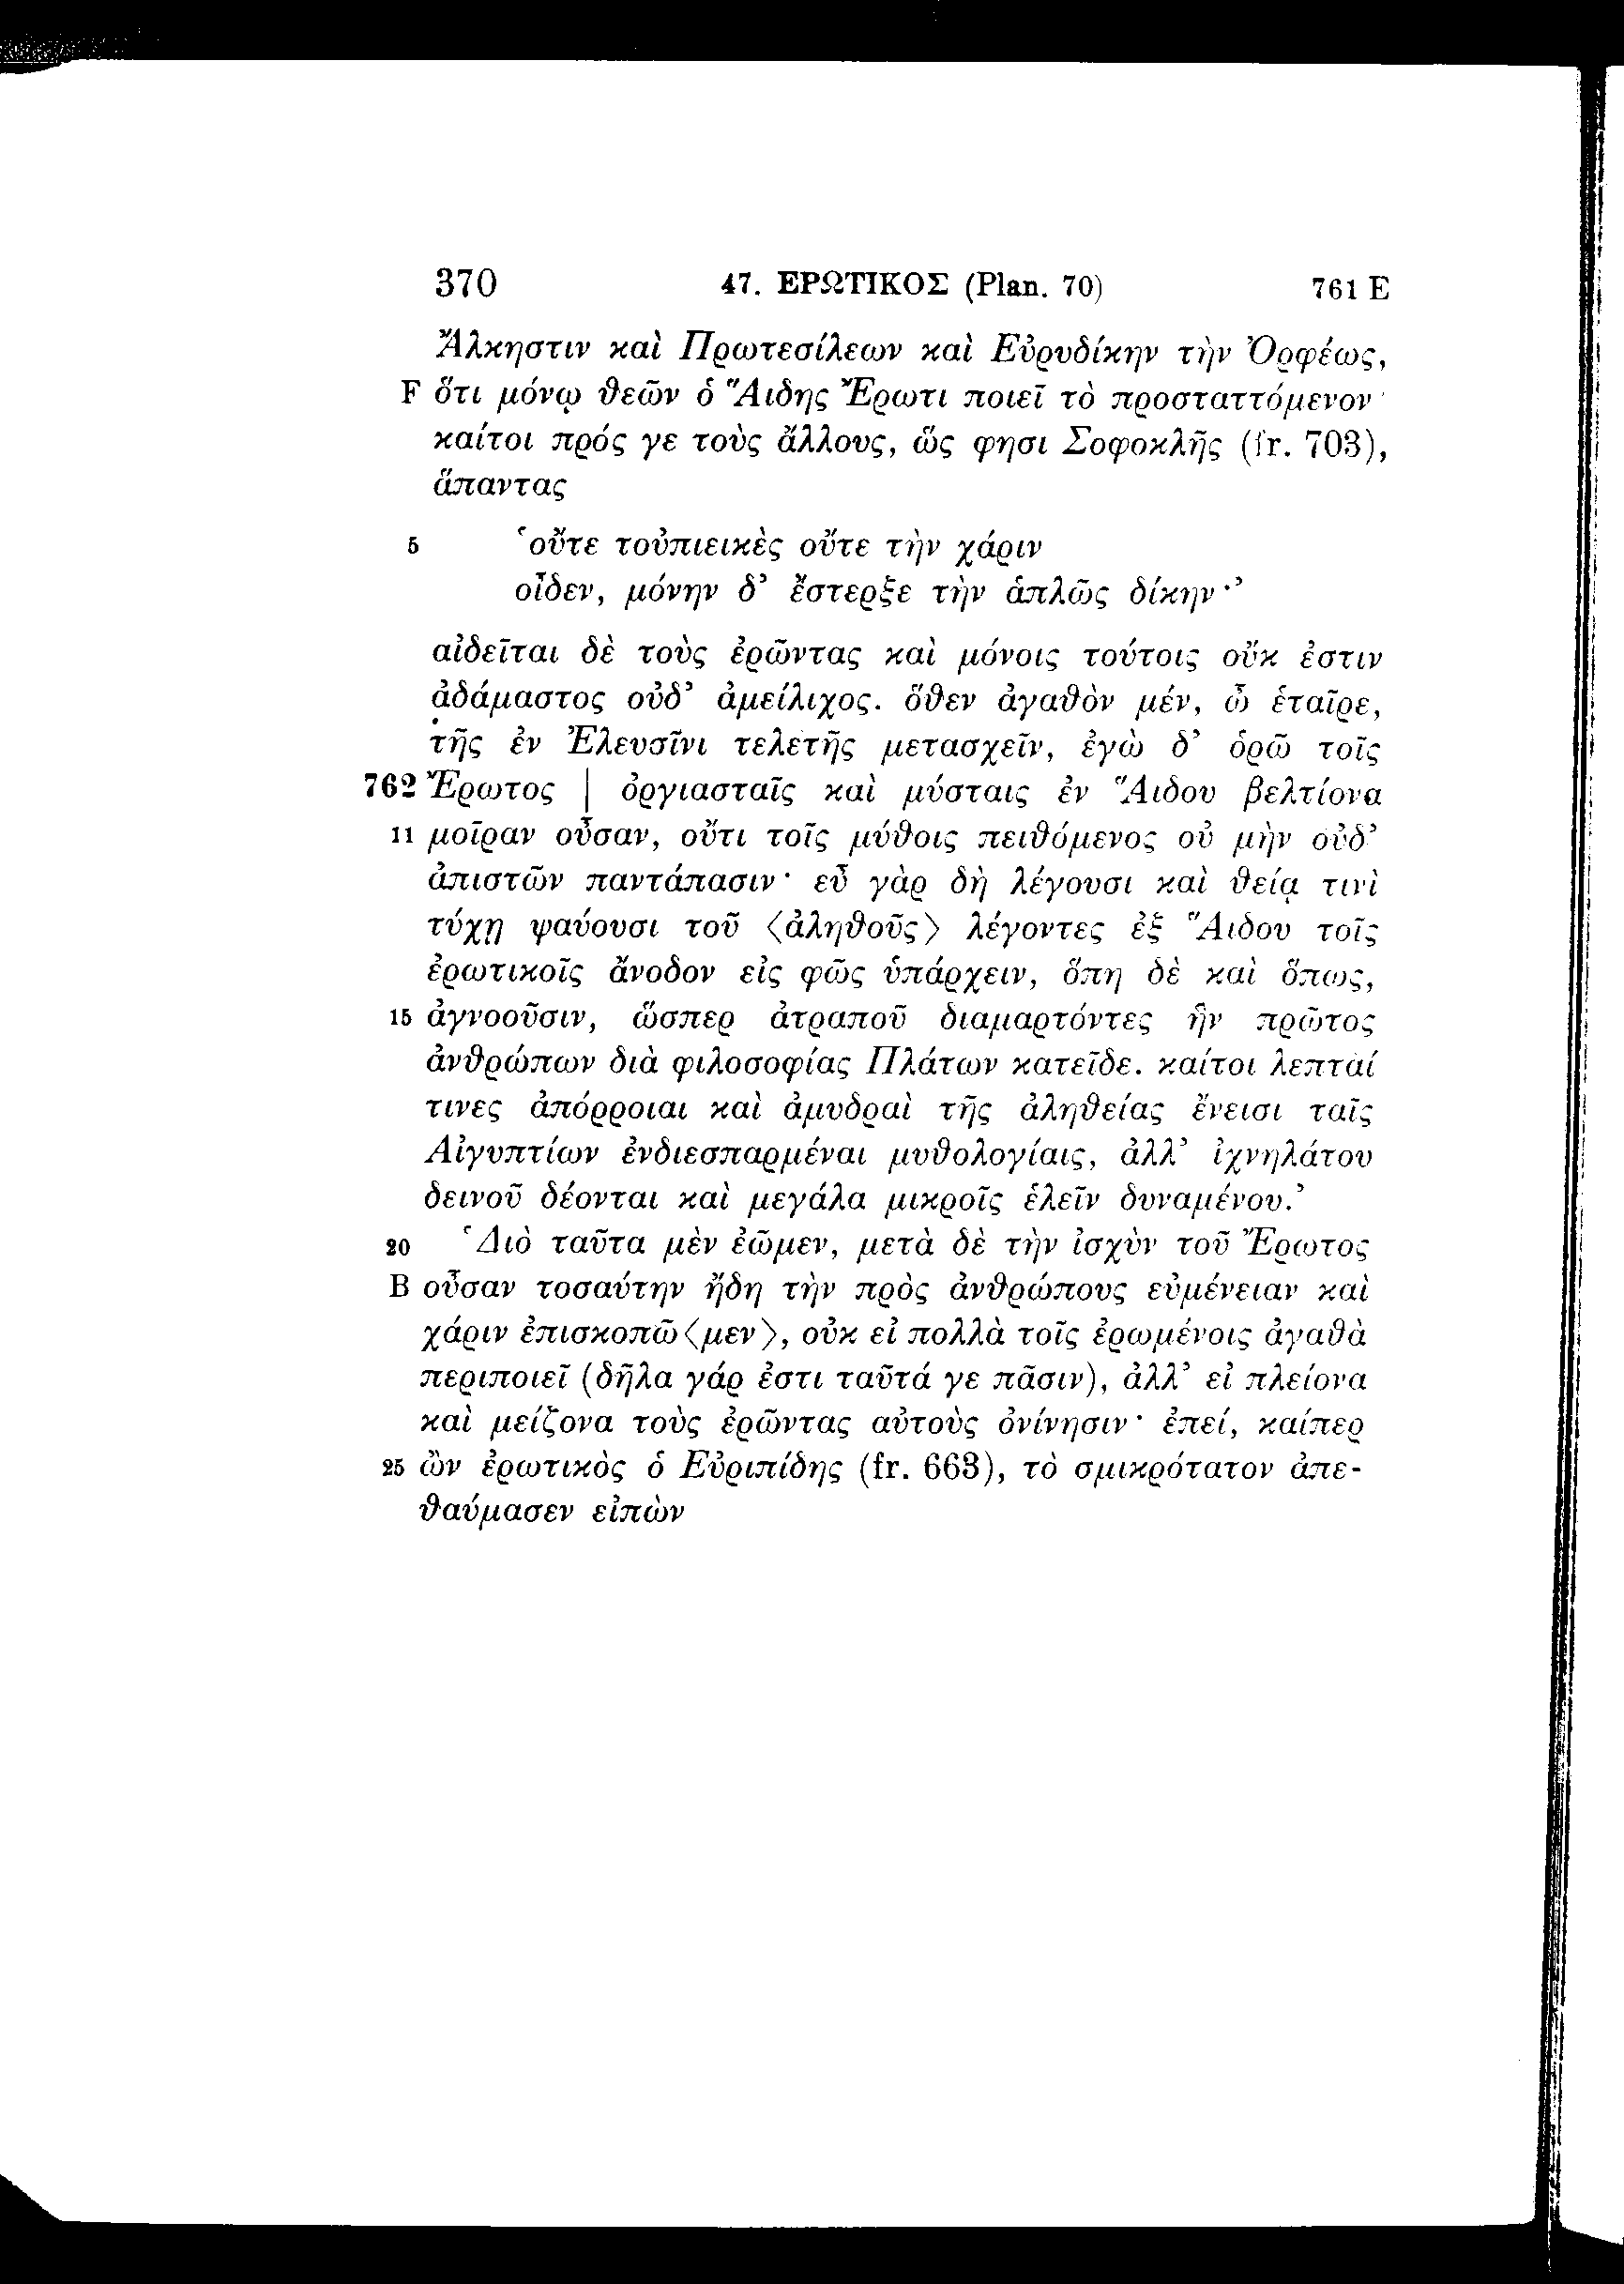 370 47. ΕΡΩΤΙΚΟΣ (Plan. 70) 761 E
Ἄλκηστιν καὶ Πρωτεσίλεων καὶ Εὐρυδίκην τὴν Ὀρφέως,
F ὅτι μόνῳ θεῶν ὁ Ἅιδης Ἔρωτι ποιεῖ τὸ προσταττόμενον·
καίτοι πρός γε τοὺς ἄλλους, ὥς φησι Σοφοκλῆς (fr. 703),
ἅπαντας
5 ‘οὔτε τοὐπιεικὲς οὔτε τὴν χάριν
οἶδεν, μόνην δ’ ἔστερξε τὴν ἁπλῶς δίκην·’
αἰδεῖται δὲ τοὺς ἐρῶντας καὶ μόνοις τούτοις οὔκ ἐστιν
ἀδάμαστος οὐδ’ ἀμείλιχος. ὅθεν ἀγαθὸν μέν, ὦ ἑταῖρε,
τῆς ἐν Ἐλευσῖνι τελετῆς μετασχεῖν, ἐγὼ δ’ ὁρῶ τοῖς
762 Ἔρωτος | ὀργιασταῖς καὶ μύσταις ἐν Ἅιδου βελτίονα
11 μοῖραν οὖσαν, οὔτι τοῖς μύθοις πειθόμενος οὐ μὴν οὐδ’
ἀπιστῶν παντάπασιν· εὖ γὰρ δὴ λέγουσι καὶ θείᾳ τινὶ
τύχῃ ψαύουσι τοῦ ⟨ἀληθοῦς⟩ λέγοντες ἐξ Ἅιδου τοῖς
ἐρωτικοῖς ἄνοδον εἰς φῶς ὑπάρχειν, ὅπη δὲ καὶ ὅπως,
15 ἀγνοοῦσιν, ὥσπερ ἀτραποῦ διαμαρτόντες ἣν πρῶτος
ἀνθρώπων διὰ φιλοσοφίας Πλάτων κατεῖδε. καίτοι λεπταί
τινες ἀπόρροιαι καὶ ἀμυδραὶ τῆς ἀληθείας ἔνεισι ταῖς
Αἰγυπτίων ἐνδιεσπαρμέναι μυθολογίαις, ἀλλ’ ἰχνηλάτου
δεινοῦ δέονται καὶ μεγάλα μικροῖς ἑλεῖν δυναμένου.’
20 ‘Διὸ ταῦτα μὲν ἐῶμεν, μετὰ δὲ τὴν ἰσχὺν τοῦ Ἔρωτος
B οὖσαν τοσαύτην ἤδη τὴν πρὸς ἀνθρώπους εὐμένειαν καὶ
χάριν ἐπισκοπῶ⟨μεν⟩, οὐκ εἰ πολλὰ τοῖς ἐρωμένοις ἀγαθὰ
περιποιεῖ (δῆλα γάρ ἐστι ταῦτά γε πᾶσιν), ἀλλ’ εἰ πλείονα
καὶ μείζονα τοὺς ἐρῶντας αὐτοὺς ὀνίνησιν· ἐπεί, καίπερ
25 ὢν ἐρωτικὸς ὁ Εὐριπίδης (fr. 663), τὸ σμικρότατον ἀπε-
θαύμασεν εἰπὼν